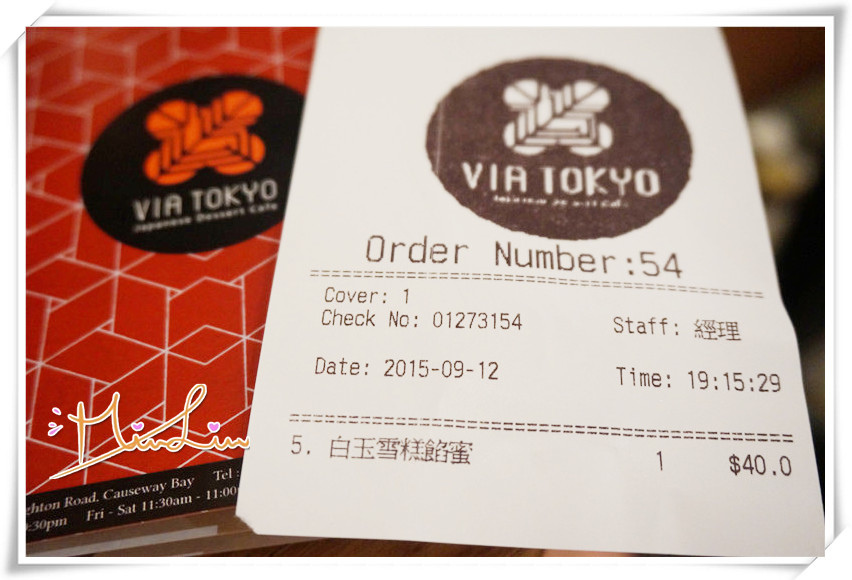 VIA TOKYO
Japanese Dessert Cafe
VIA TOKYO
Order Number:54
Cover: 1
Check No: 01273154
Staff: 經理
Date: 2015-09-12
Time: 19:15:29
5. 白玉雪糕餡蜜 1 $40.0
ghton Road, Causeway Bay Tel :
:30pm Fri - Sat 11:30am - 11:00